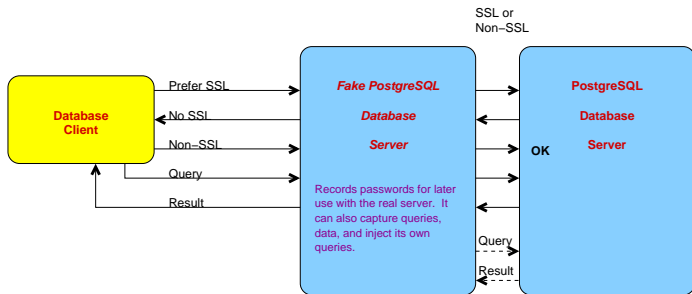 SSL or
Non−SSL
Database
Client
Prefer SSL
No SSL
Non−SSL
Query
Result
Fake PostgreSQL
Database
Server
Records passwords for later
use with the real server.  It
can also capture queries,
data, and inject its own
queries.
PostgreSQL
Database
Server
OK
Query
Result